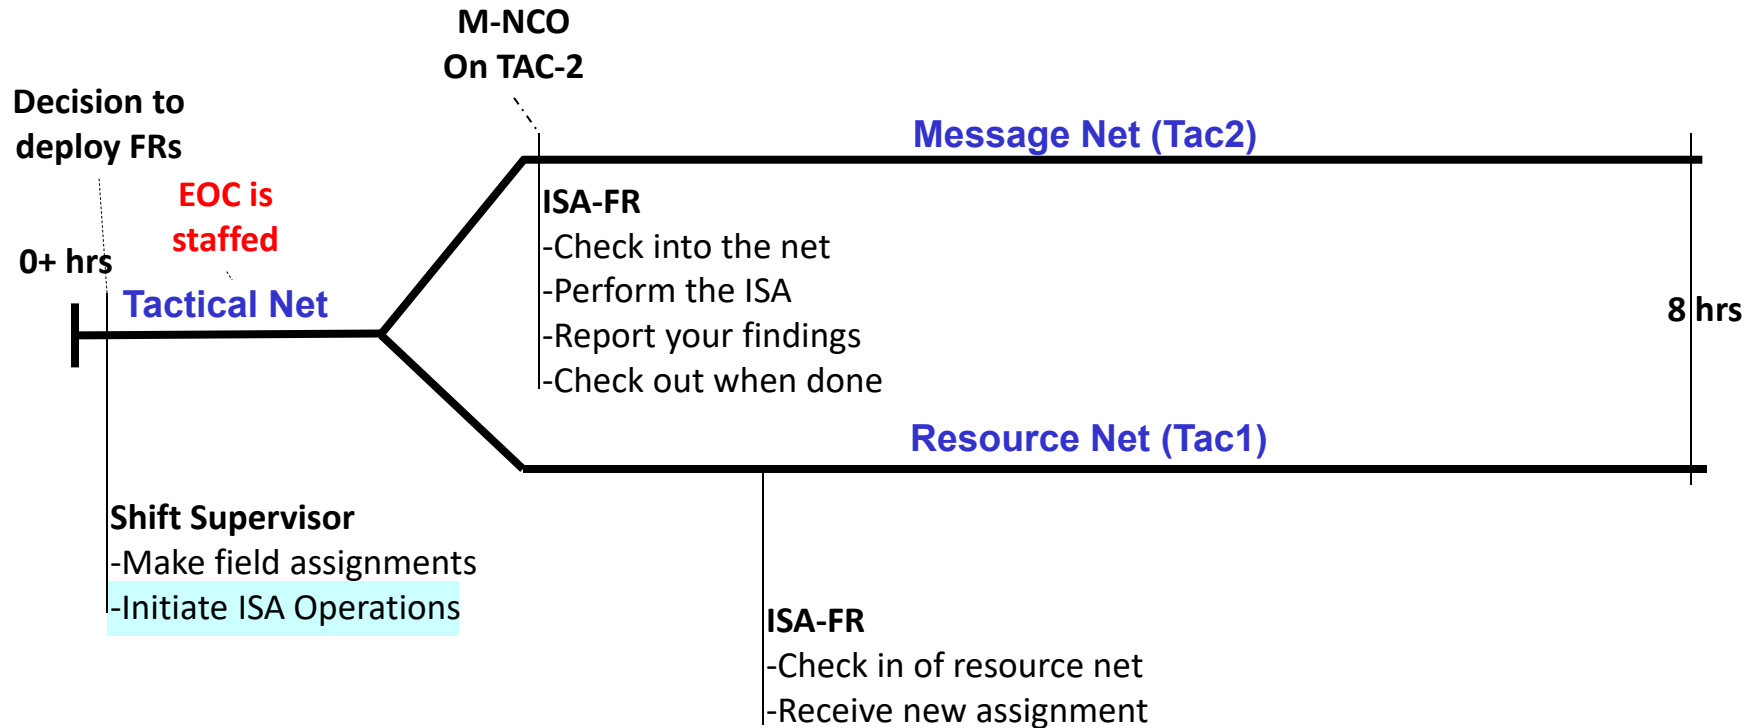 M-NCO
On TAC-2
Decision to
deploy FRs
Message Net (Tac2)
EOC is
staffed
ISA-FR
-Check into the net
-Perform the ISA
-Report your findings
-Check out when done
0+ hrs
Tactical Net
8 hrs
Resource Net (Tac1)
Shift Supervisor
-Make field assignments
-Initiate ISA Operations
ISA-FR
-Check in of resource net
-Receive new assignment